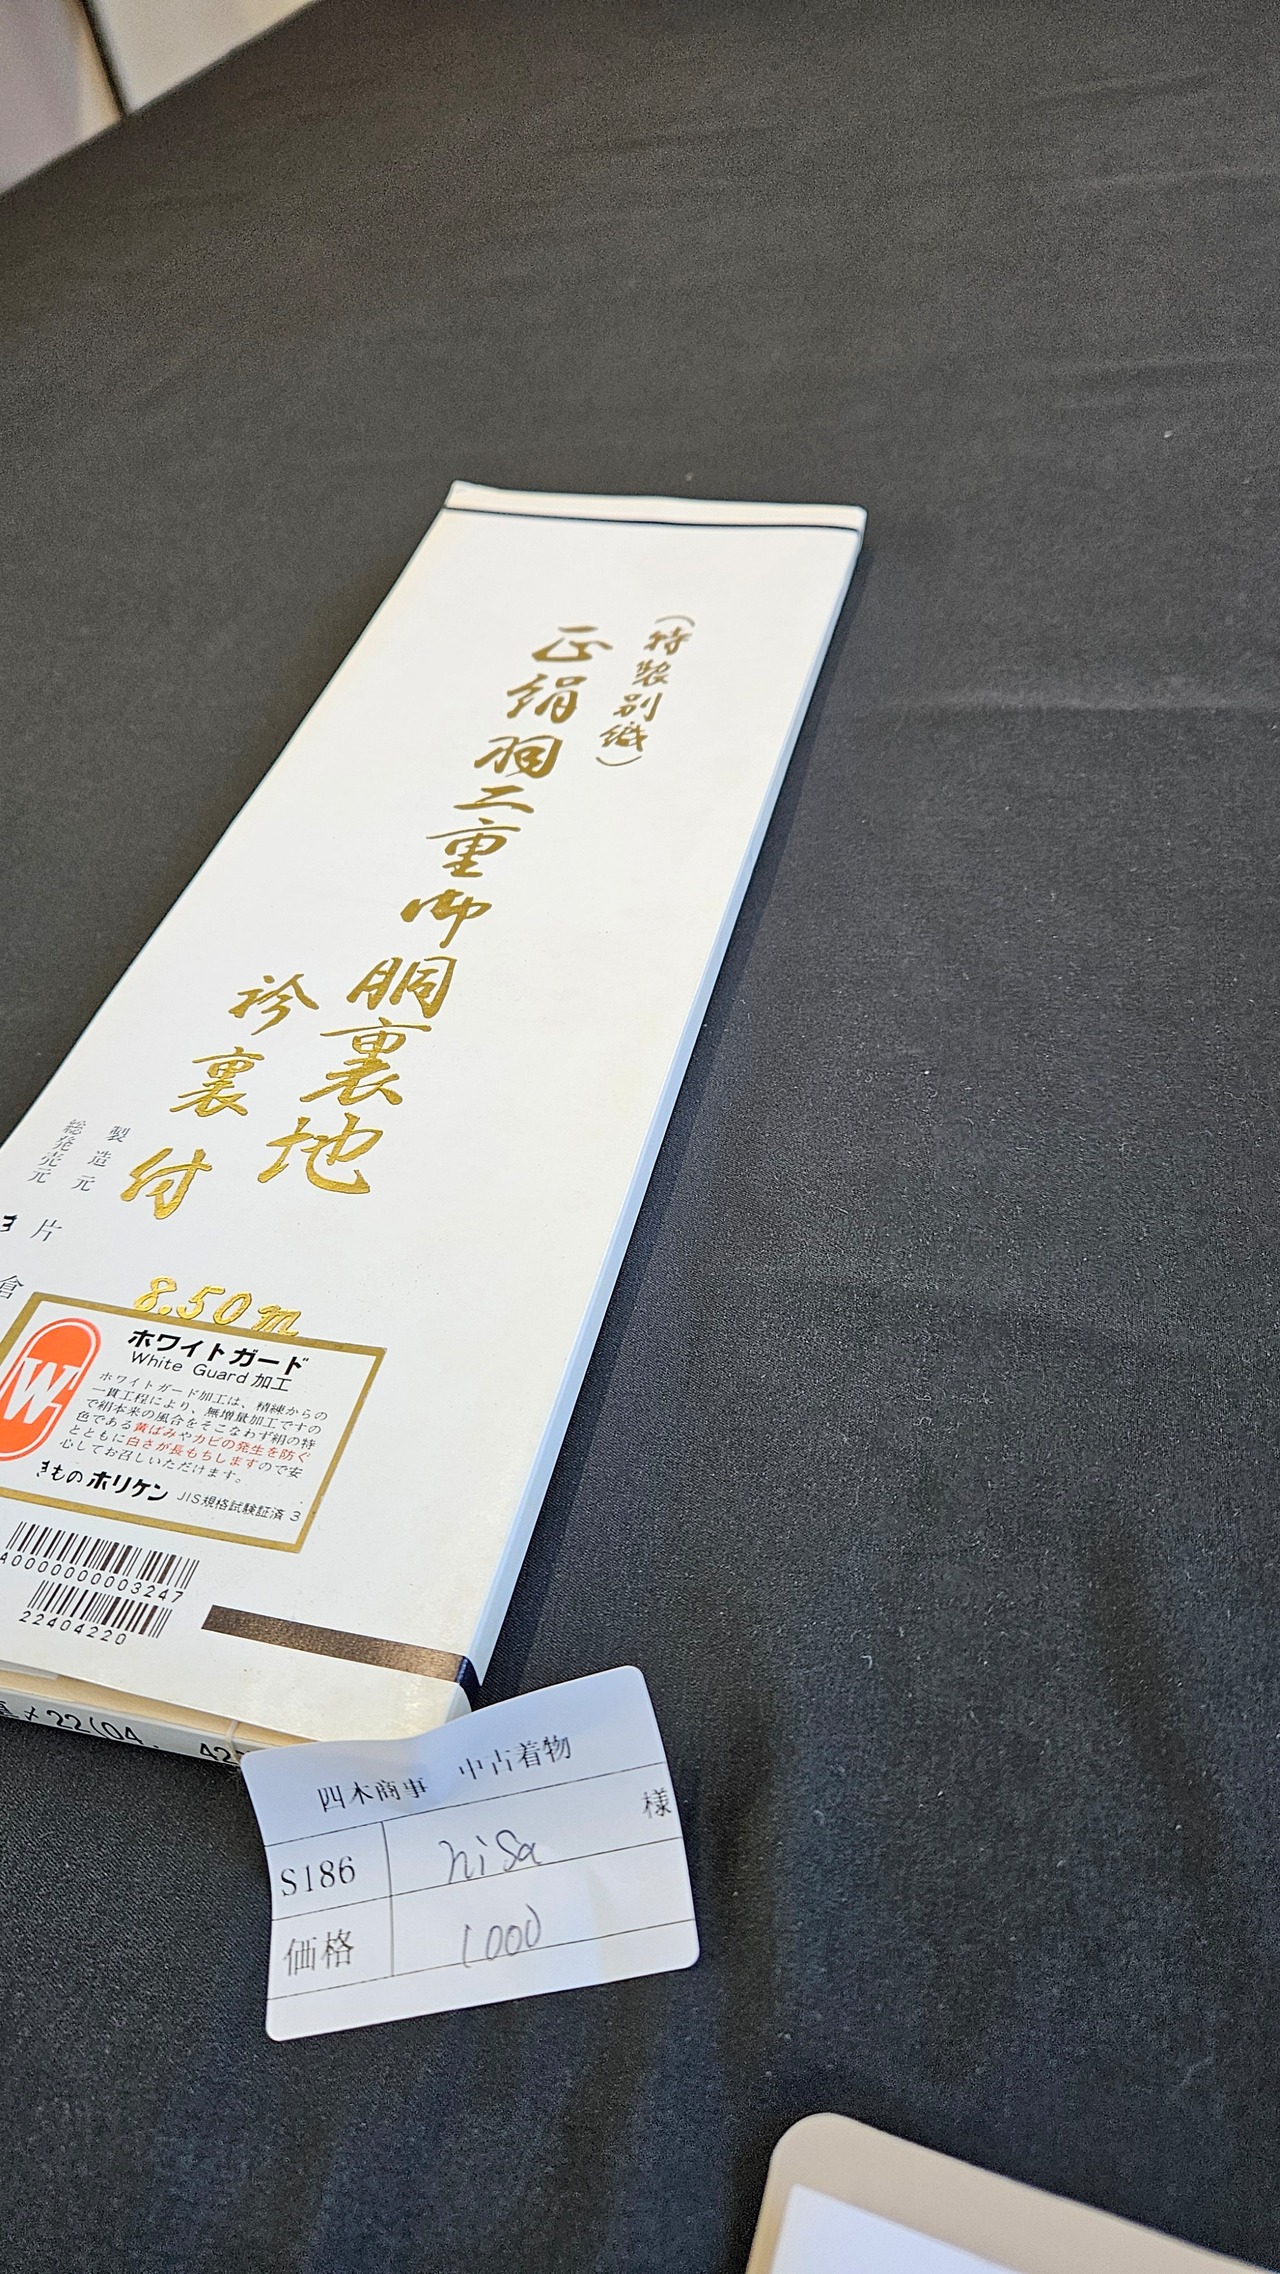 (特製別織)
正絹羽二重御胴裏地
衿裏付
8.50m
製造元
総発売元
片
倉
ホワイトガード
White Guard 加工
ホワイトガード加工は、精練からの
一貫工程により、無増量加工ですの
で絹本来の風合をそこなわず絹の特
色である黄ばみやカビの発生を防ぐ
とともに白さが長もちしますので安
心してお召しいただけます。
きもの ホリケン JIS規格試験証済 3
W
A0000000003247
22404220
四木商事 中古着物
様
S186 hisa
価格 1000